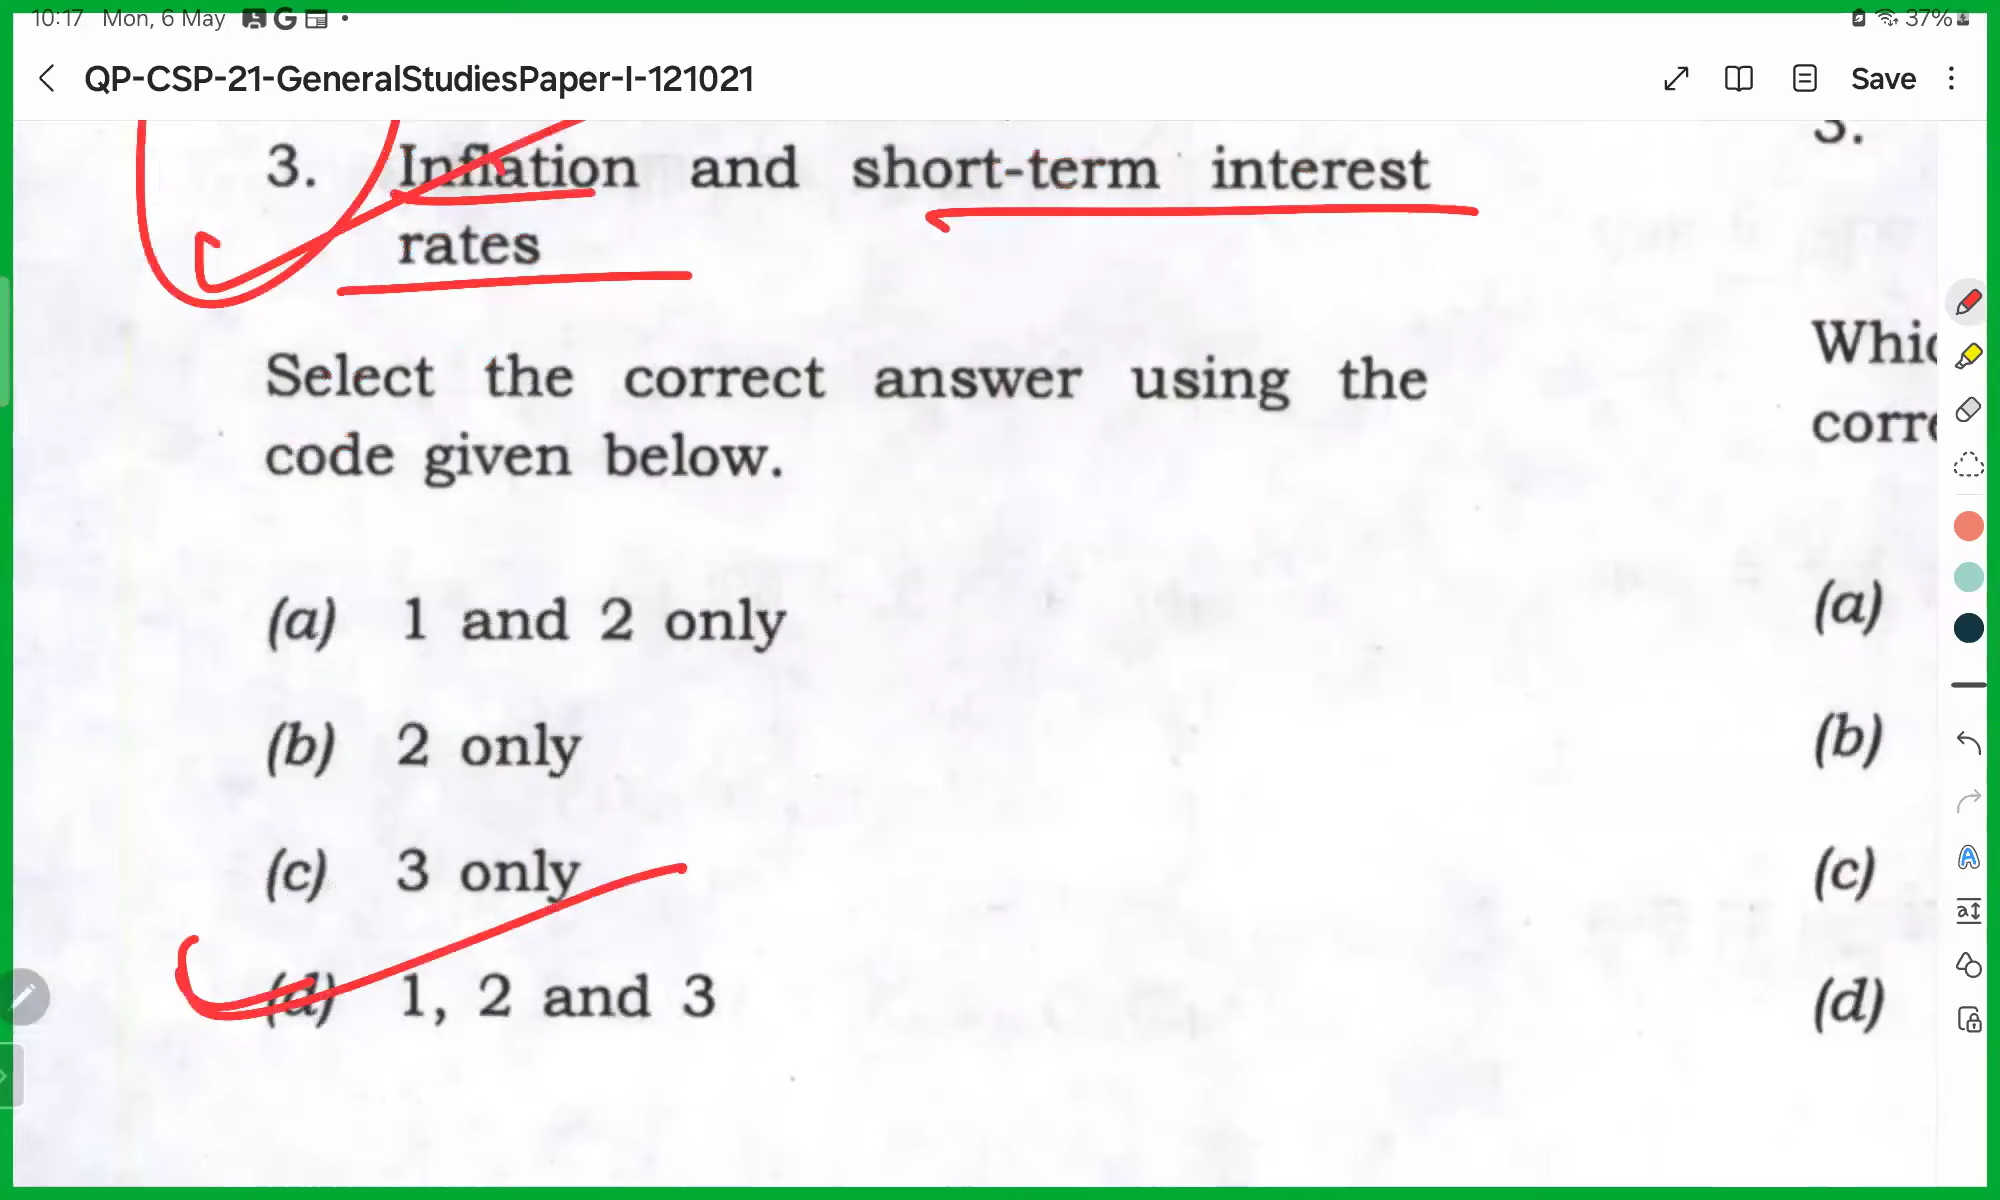 10:17 Mon, 6 May
37%
QP-CSP-21-GeneralStudiesPaper-I-121021
Save
3. Inflation and short-term interest
rates
Select the correct answer using the
code given below.
(a) 1 and 2 only
(b) 2 only
(c) 3 only
(d) 1, 2 and 3
3.
Whic
corre
(a)
(b)
(c)
(d)